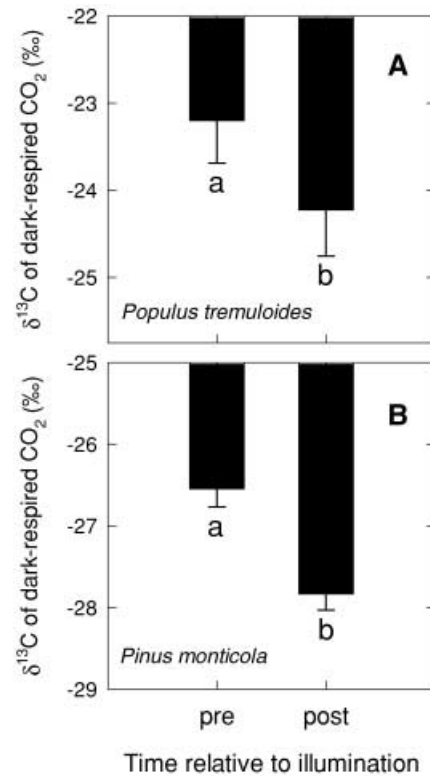 -22
-23
-24
-25
δ13C of dark-respired CO2 (‰)
A
a
b
Populus tremuloides
-25
-26
-27
-28
-29
δ13C of dark-respired CO2 (‰)
B
a
b
Pinus monticola
pre post
Time relative to illumination